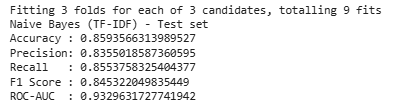 Fitting 3 folds for each of 3 candidates, totalling 9 fits
Naive Bayes (TF-IDF) - Test set
Accuracy : 0.8593566313989527
Precision: 0.8355018587360595
Recall   : 0.8553758325404377
F1 Score : 0.845322049835449
ROC-AUC  : 0.9329631727741942